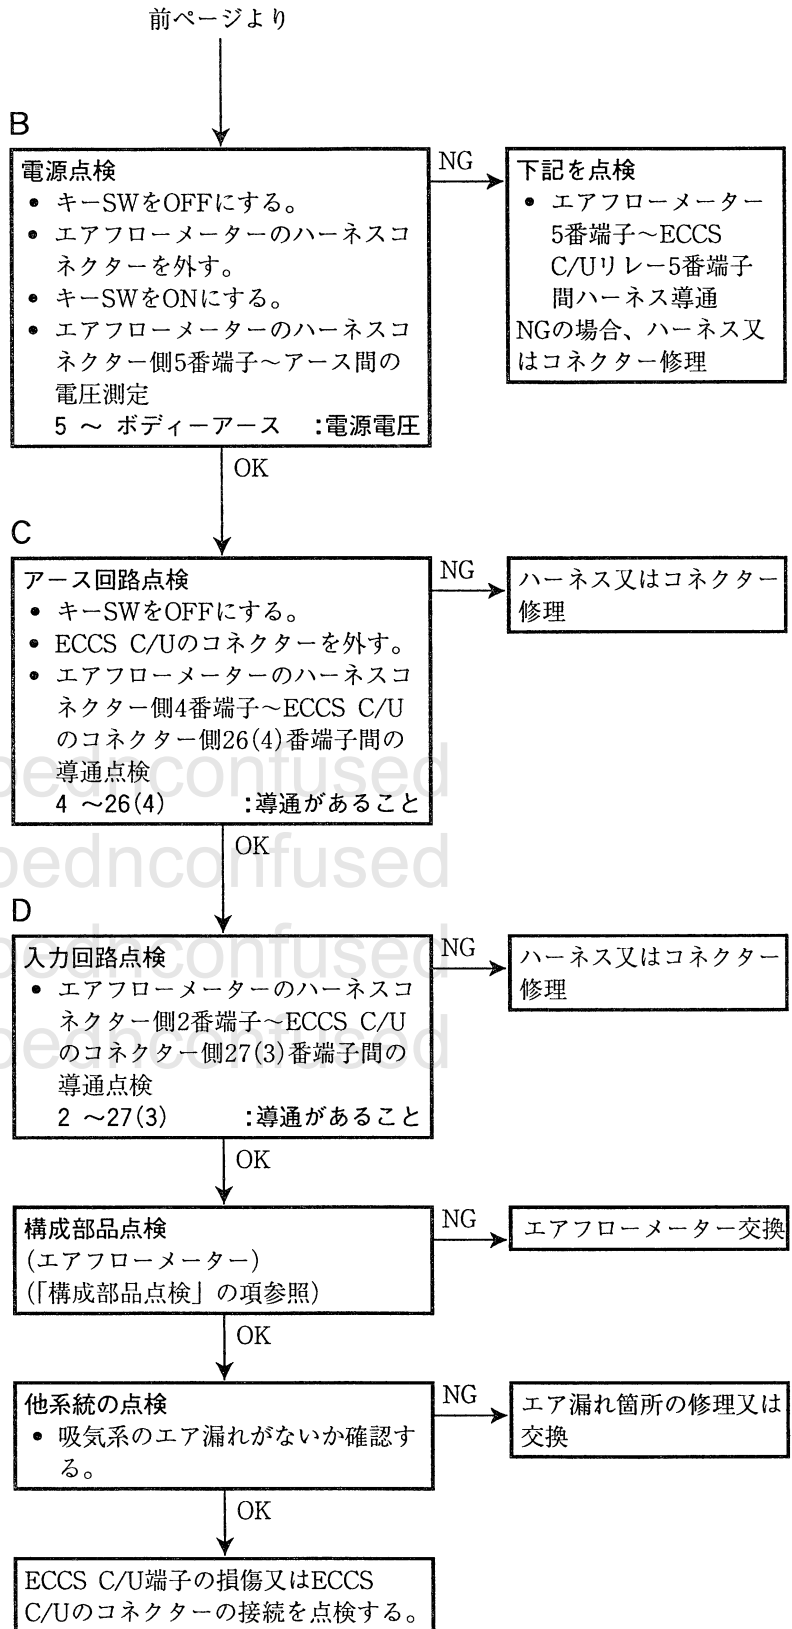 前ページより
B
電源点検
• キーSWをOFFにする。
• エアフローメーターのハーネスコ
ネクターを外す。
• キーSWをONにする。
• エアフローメーターのハーネスコ
ネクター側5番端子～アース間の
電圧測定
5 ～ ボディーアース :電源電圧
NG
下記を点検
• エアフローメーター
5番端子～ECCS
C/Uリレー5番端子
間ハーネス導通
NGの場合、ハーネス又
はコネクター修理
OK
C
アース回路点検
• キーSWをOFFにする。
• ECCS C/Uのコネクターを外す。
• エアフローメーターのハーネスコ
ネクター側4番端子～ECCS C/U
のコネクター側26(4)番端子間の
導通点検
4 ～26(4) :導通があること
NG
ハーネス又はコネクター
修理
pednconfused
OK
pednconfused
D
入力回路点検
• エアフローメーターのハーネスコ
ネクター側2番端子～ECCS C/U
のコネクター側27(3)番端子間の
導通点検
2 ～27(3) :導通があること
NG
ハーネス又はコネクター
修理
pednconfused
pednconfused
OK
構成部品点検
(エアフローメーター)
(「構成部品点検」の項参照)
NG
エアフローメーター交換
OK
他系統の点検
• 吸気系のエア漏れがないか確認す
る。
NG
エア漏れ箇所の修理又は
交換
OK
ECCS C/U端子の損傷又はECCS
C/Uのコネクターの接続を点検する。